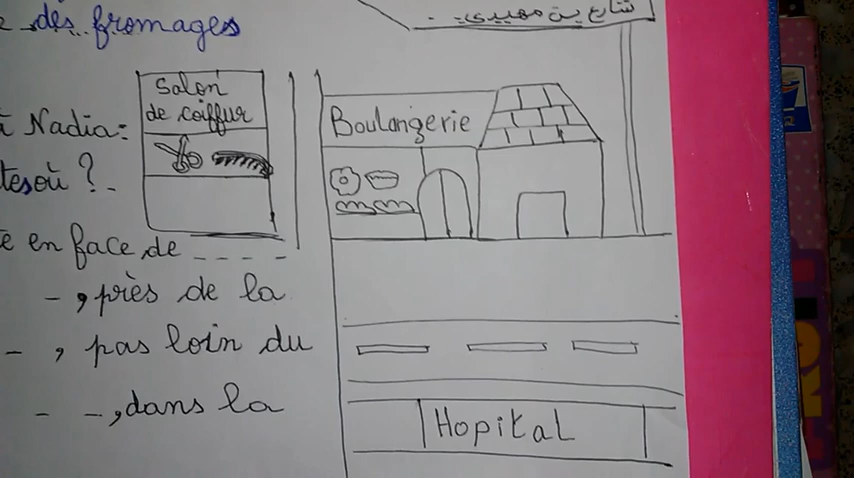 des fromages
شارع بن مهيدي
Salon
de coiffur
Boulangerie
à Nadia:
tesoù ?
en face de _ _ _ _ _
-, près de la
- , pas loin du
- -, dans la
Hopital